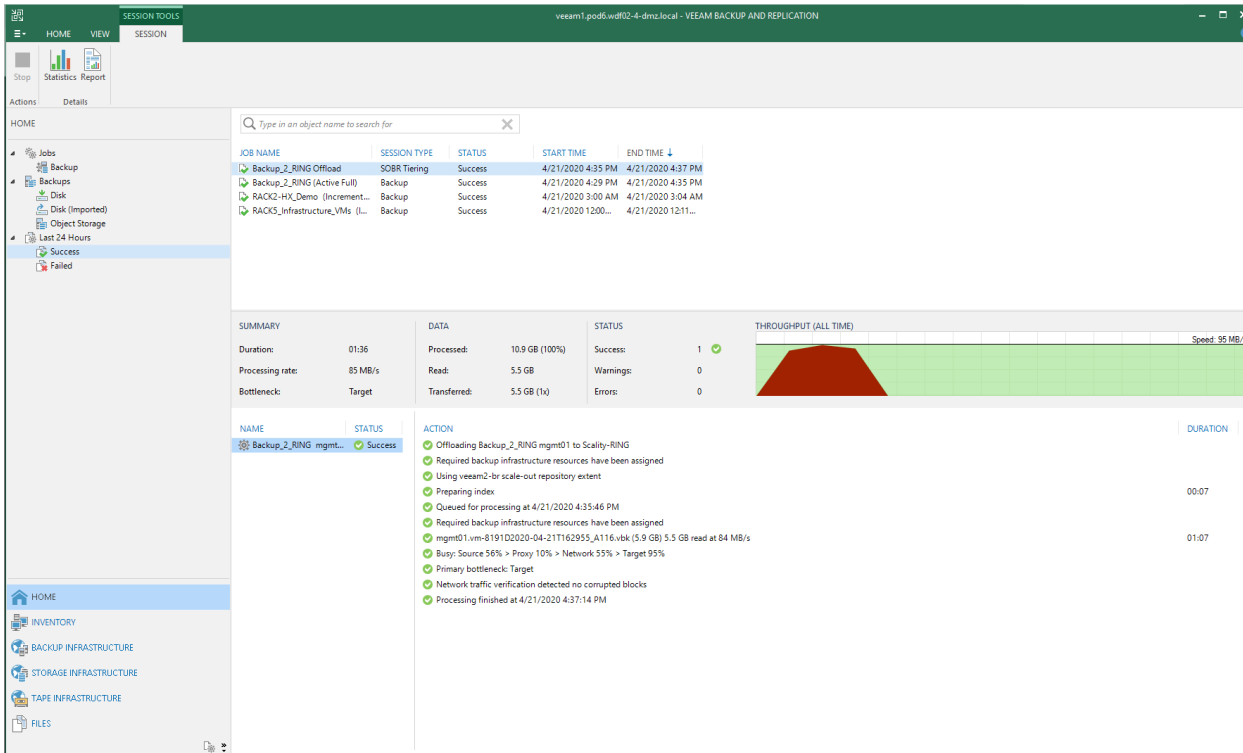 SESSION TOOLS
veeam1.pod6.wdf02-4-dmz.local - VEEAM BACKUP AND REPLICATION
HOME VIEW SESSION
Stop Statistics Report
Actions Details
HOME
Jobs
Backup
Backups
Disk
Disk (Imported)
Object Storage
Last 24 Hours
Success
Failed
HOME
INVENTORY
BACKUP INFRASTRUCTURE
STORAGE INFRASTRUCTURE
TAPE INFRASTRUCTURE
FILES
Type in an object name to search for
JOB NAME SESSION TYPE STATUS START TIME END TIME
Backup_2_RING Offload SOBR Tiering Success 4/21/2020 4:35 PM 4/21/2020 4:37 PM
Backup_2_RING (Active Full) Backup Success 4/21/2020 4:29 PM 4/21/2020 4:35 PM
RACK2-HX_Demo (Increment... Backup Success 4/21/2020 3:00 AM 4/21/2020 3:04 AM
RACK5_Infrastructure_VMs (I... Backup Success 4/21/2020 12:00... 4/21/2020 12:11...
SUMMARY DATA STATUS THROUGHPUT (ALL TIME)
Speed: 95 MB/
Duration: 01:36 Processed: 10.9 GB (100%) Success: 1
Processing rate: 85 MB/s Read: 5.5 GB Warnings: 0
Bottleneck: Target Transferred: 5.5 GB (1x) Errors: 0
NAME STATUS ACTION DURATION
Backup_2_RING mgmt... Success Offloading Backup_2_RING mgmt01 to Scality-RING
Required backup infrastructure resources have been assigned
Using veeam2-br scale-out repository extent
Preparing index 00:07
Queued for processing at 4/21/2020 4:35:46 PM
Required backup infrastructure resources have been assigned
mgmt01.vm-8191D2020-04-21T162955_A116.vbk (5.9 GB) 5.5 GB read at 84 MB/s 01:07
Busy: Source 56% > Proxy 10% > Network 55% > Target 95%
Primary bottleneck: Target
Network traffic verification detected no corrupted blocks
Processing finished at 4/21/2020 4:37:14 PM